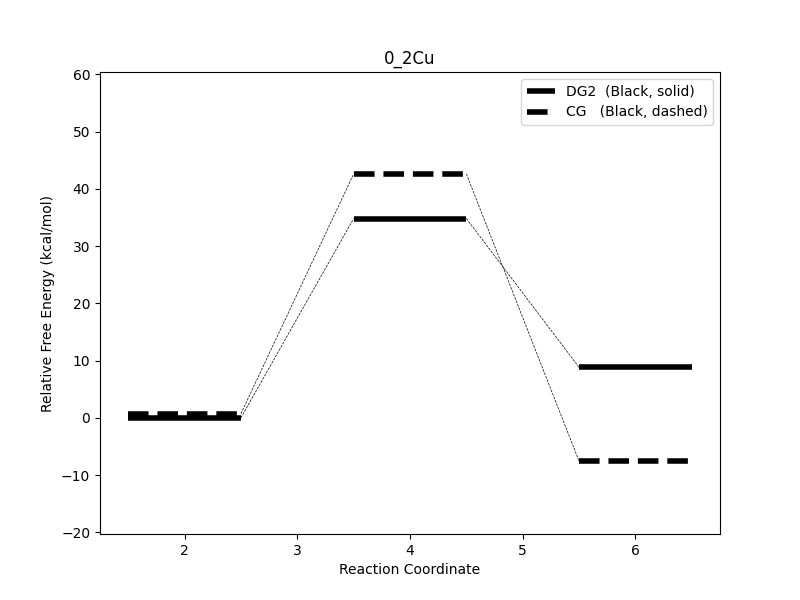 0_2Cu
DG2  (Black, solid)
CG   (Black, dashed)
60
50
40
30
20
10
0
−10
−20
Relative Free Energy (kcal/mol)
2 3 4 5 6
Reaction Coordinate